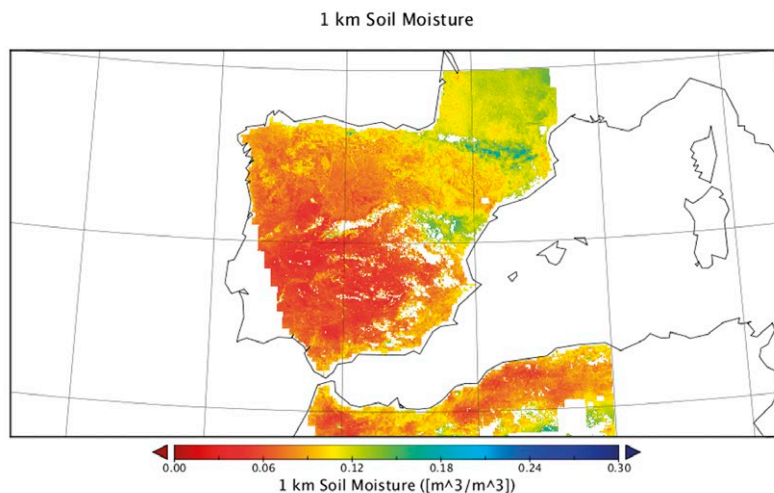 1 km Soil Moisture
0.00 0.06 0.12 0.18 0.24 0.30
1 km Soil Moisture ([m^3/m^3])